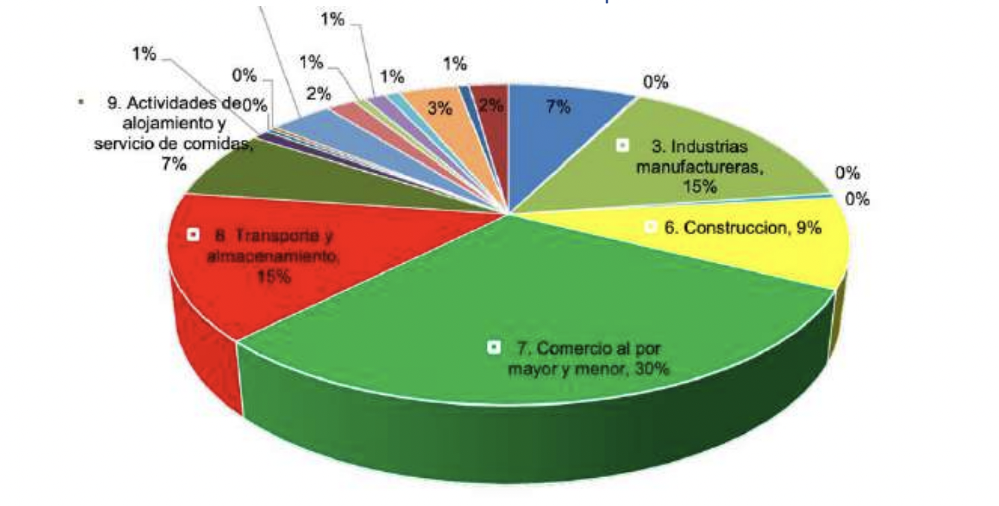 1%
1%
1%
1%
0%
1%
0%
2%
3%
2%
7%
9. Actividades de 0%
alojamiento y
servicio de comidas,
7%
3. Industrias
manufactureras,
15%
0%
0%
6. Construccion, 9%
8. Transporte y
almacenamiento,
15%
7. Comercio al por
mayor y menor, 30%